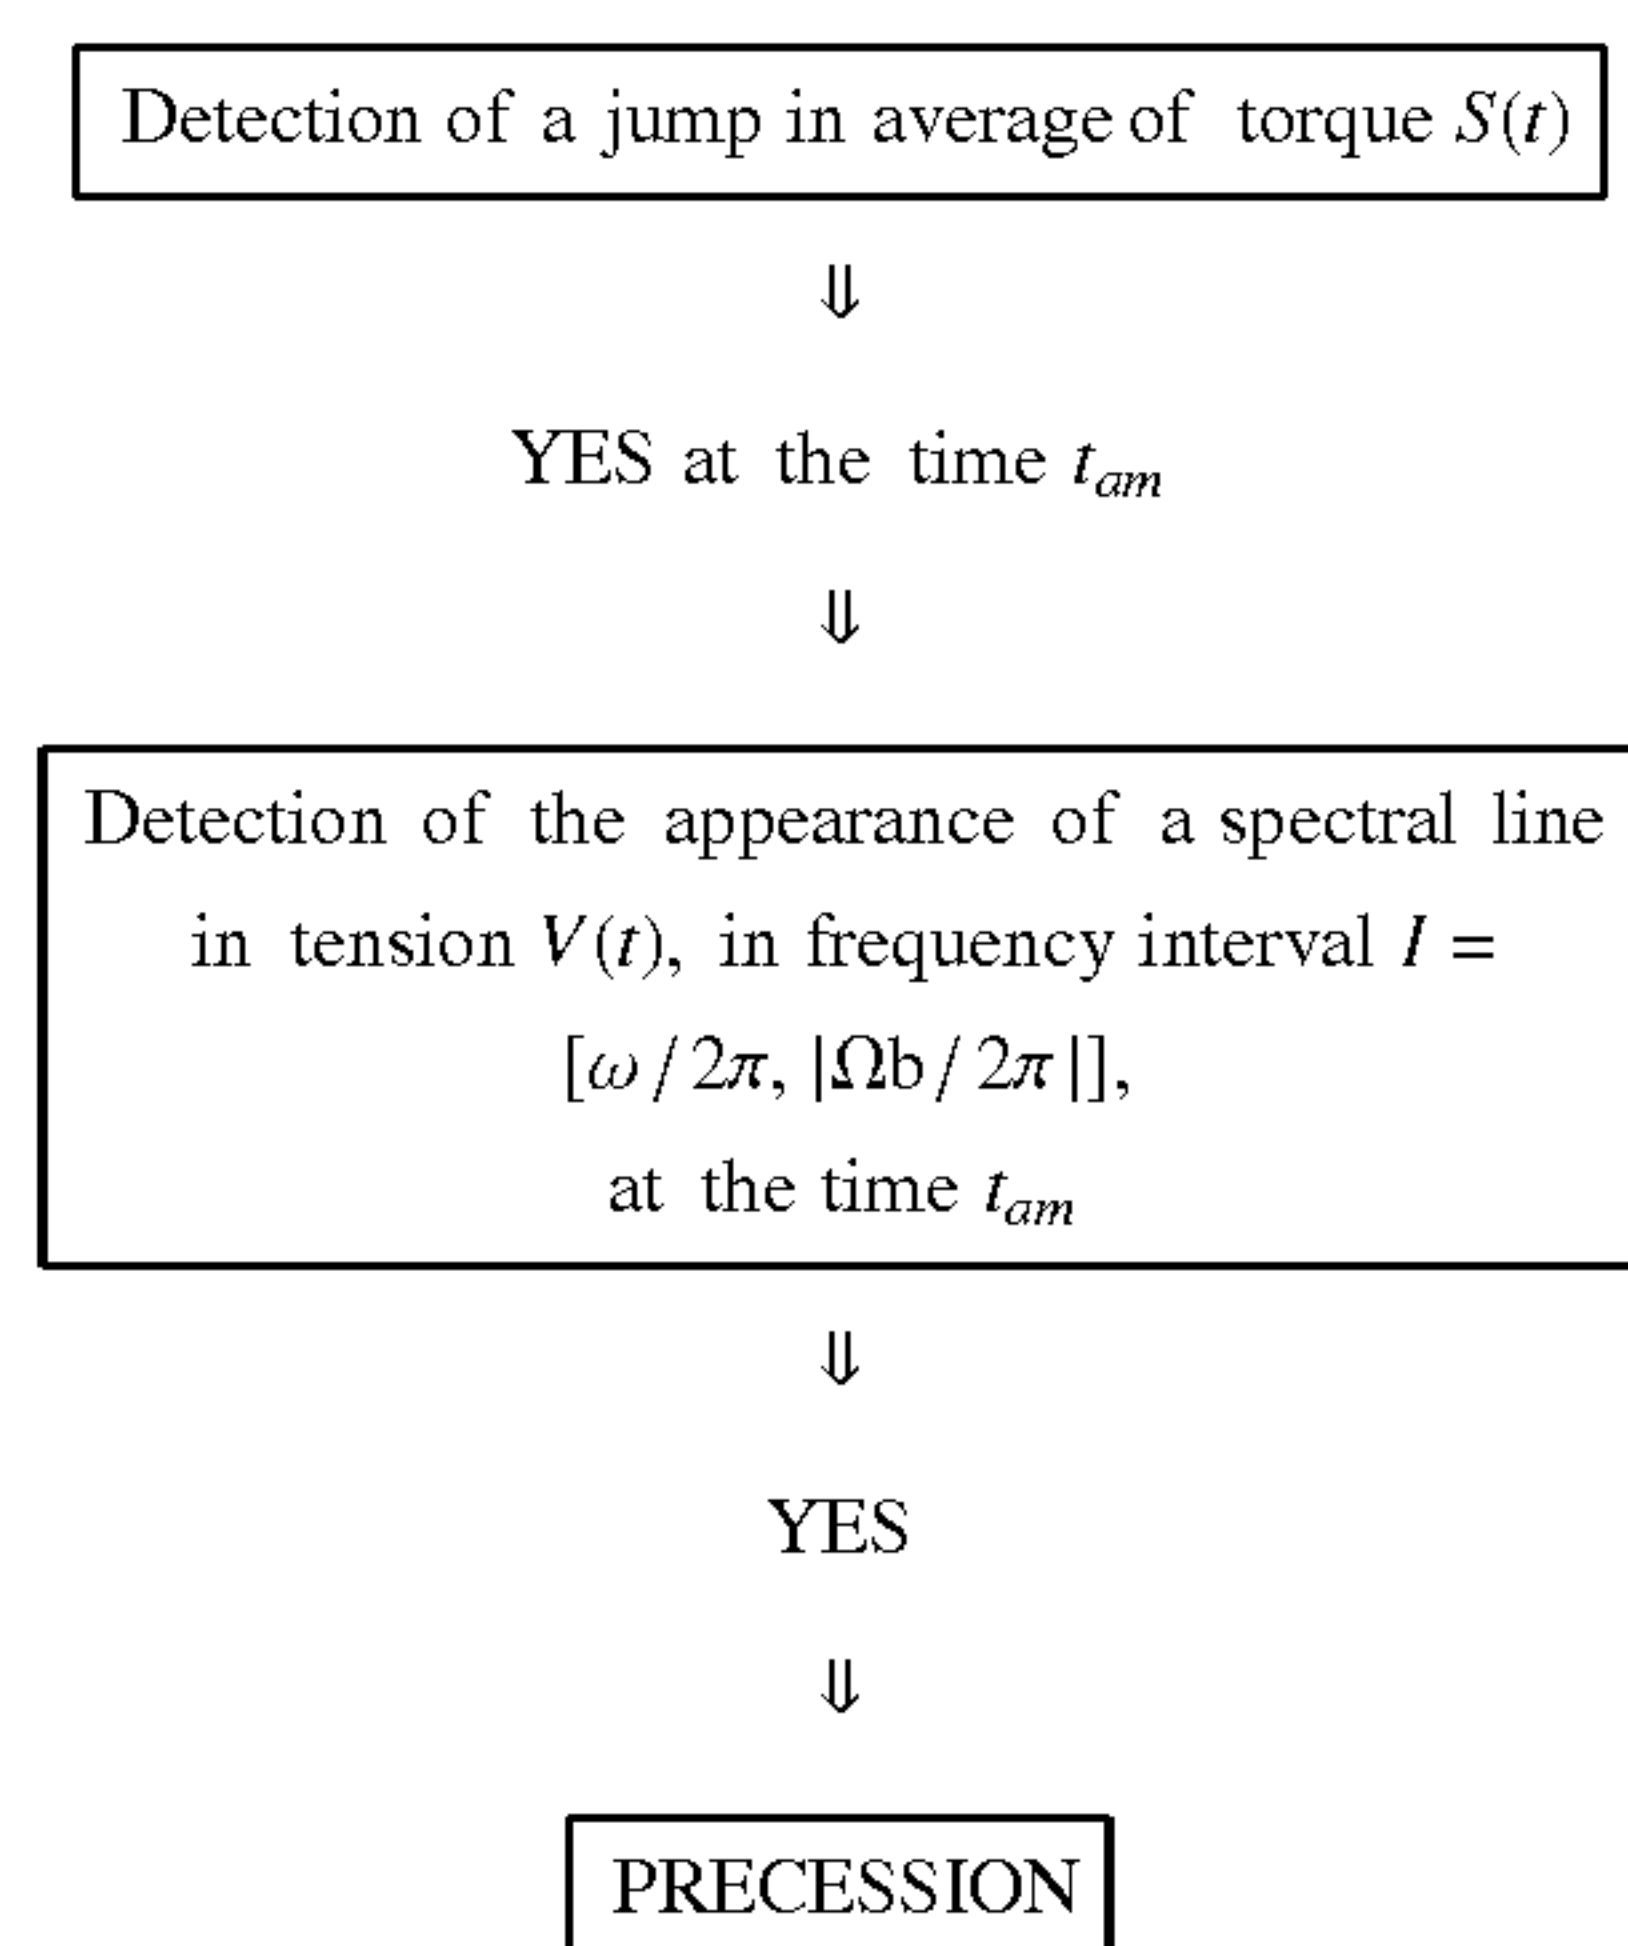 Detection of a jump in average of torque S(t)
⇓
YES at the time t_am
⇓
Detection of the appearance of a spectral line
in tension V(t), in frequency interval I =
[ω/2π, |Ωb/2π|],
at the time t_am
⇓
YES
⇓
PRECESSION